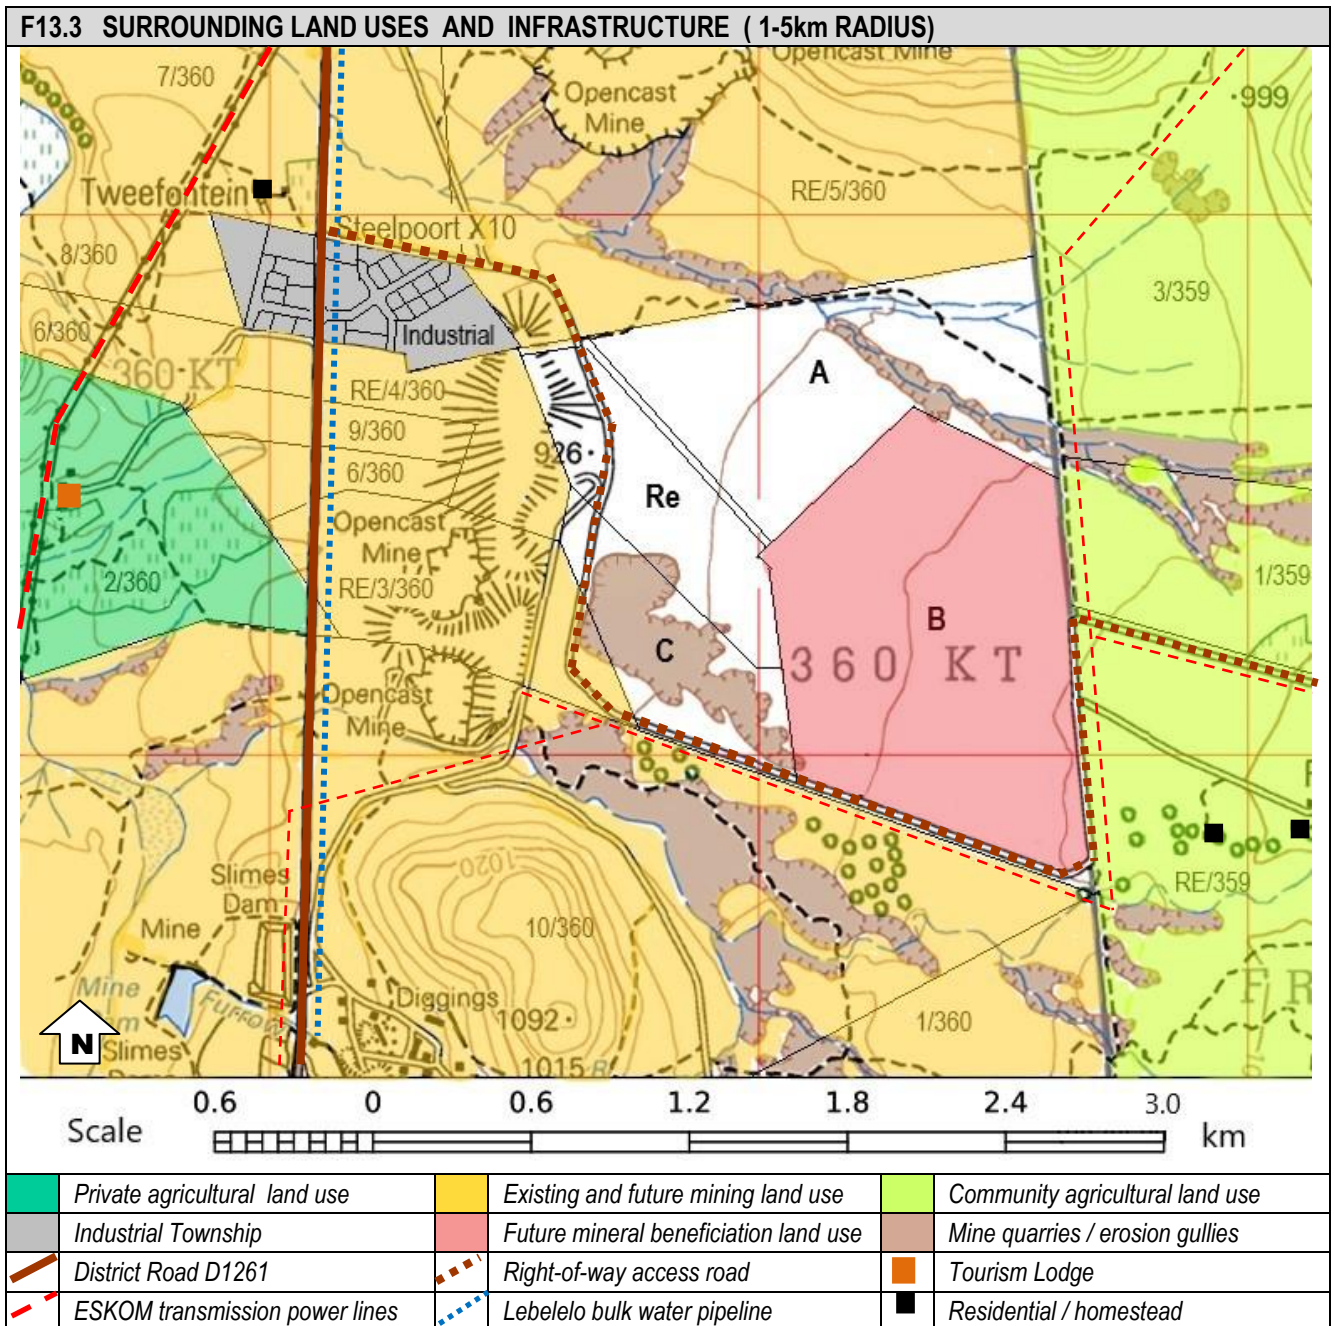 F13.3 SURROUNDING LAND USES AND INFRASTRUCTURE ( 1-5km RADIUS)
Opencast Mine
7/360
Opencast
Mine
999
Tweefontein
RE/5/360
Steelpoort X10
8/360
3/359
6/360
Industrial
360 KT
A
RE/4/360
9/360
926
6/360
Re
Opencast
Mine
2/360
RE/3/360
1/359
B
C
360 KT
Opencast
Mine
1020
Slimes
Dam
RE/359
Mine
10/360
Mine
Furrow
Diggings
1092
F R
1/360
N
Slimes
1015
0.6 0 0.6 1.2 1.8 2.4 3.0
Scale km
Private agricultural land use Existing and future mining land use Community agricultural land use
Industrial Township Future mineral beneficiation land use Mine quarries / erosion gullies
District Road D1261 Right-of-way access road Tourism Lodge
ESKOM transmission power lines Lebelelo bulk water pipeline Residential / homestead